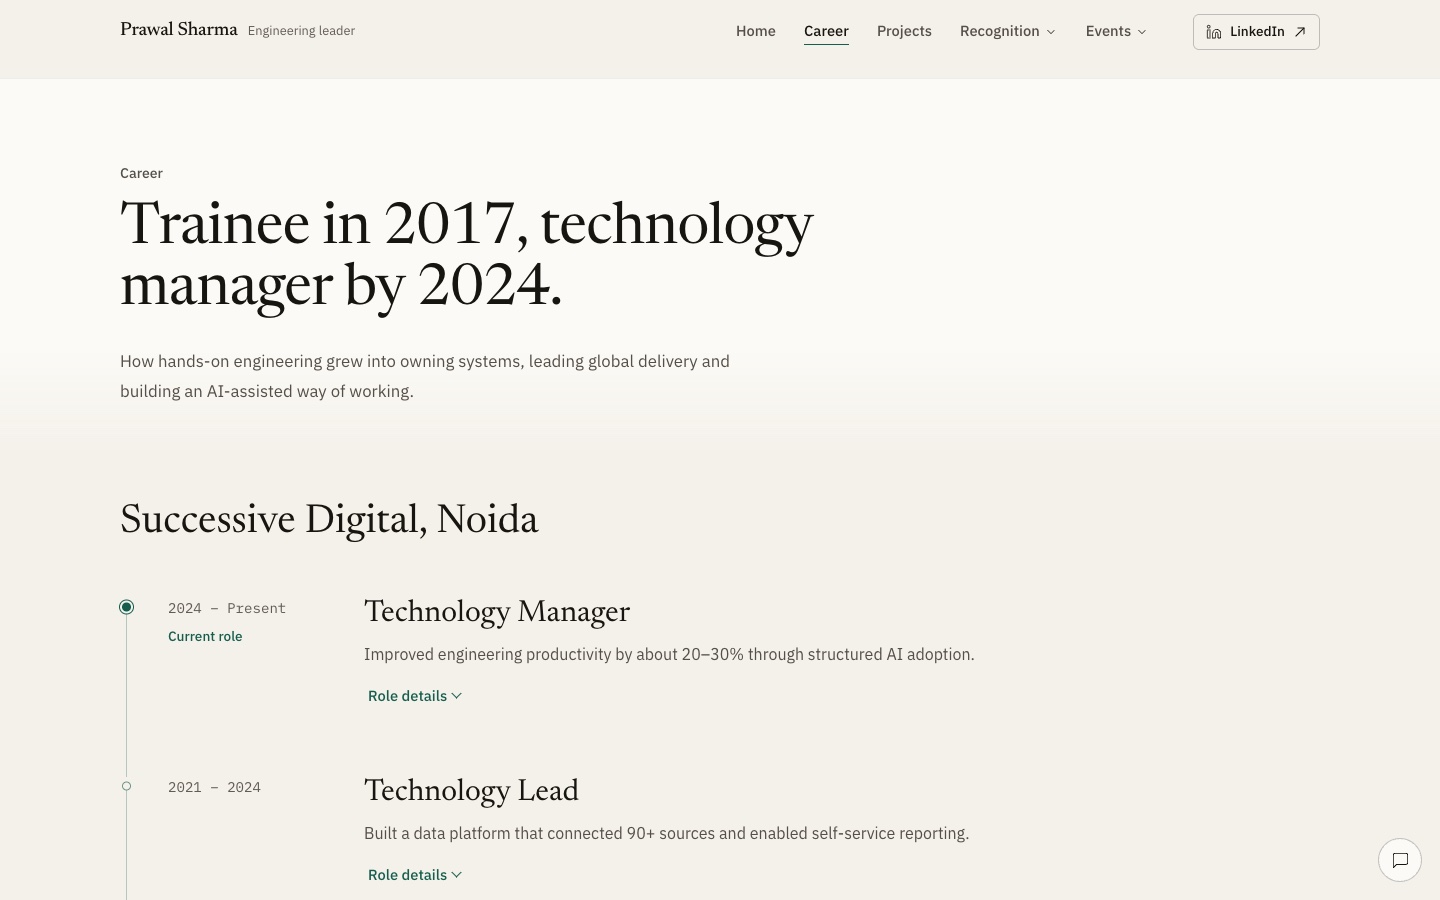 Prawal Sharma Engineering leader
Home Career Projects Recognition Events LinkedIn
Career
Trainee in 2017, technology
manager by 2024.
How hands-on engineering grew into owning systems, leading global delivery and
building an AI-assisted way of working.
Successive Digital, Noida
2024 – Present
Current role
Technology Manager
Improved engineering productivity by about 20–30% through structured AI adoption.
Role details
2021 – 2024
Technology Lead
Built a data platform that connected 90+ sources and enabled self-service reporting.
Role details